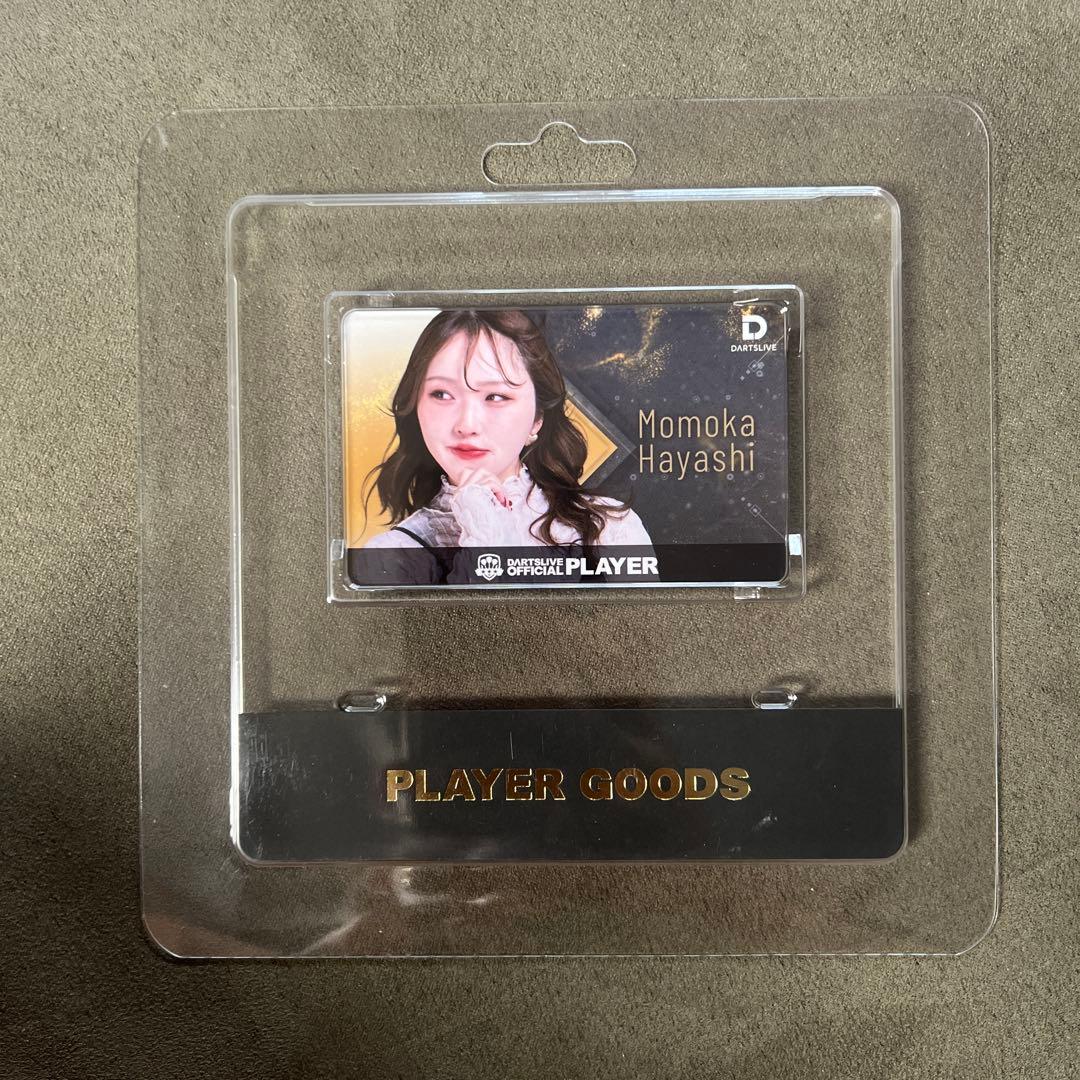 D
DARTSLIVE
Momoka
Hayashi
DARTSLIVE
OFFICIAL PLAYER
PLAYER GOODS